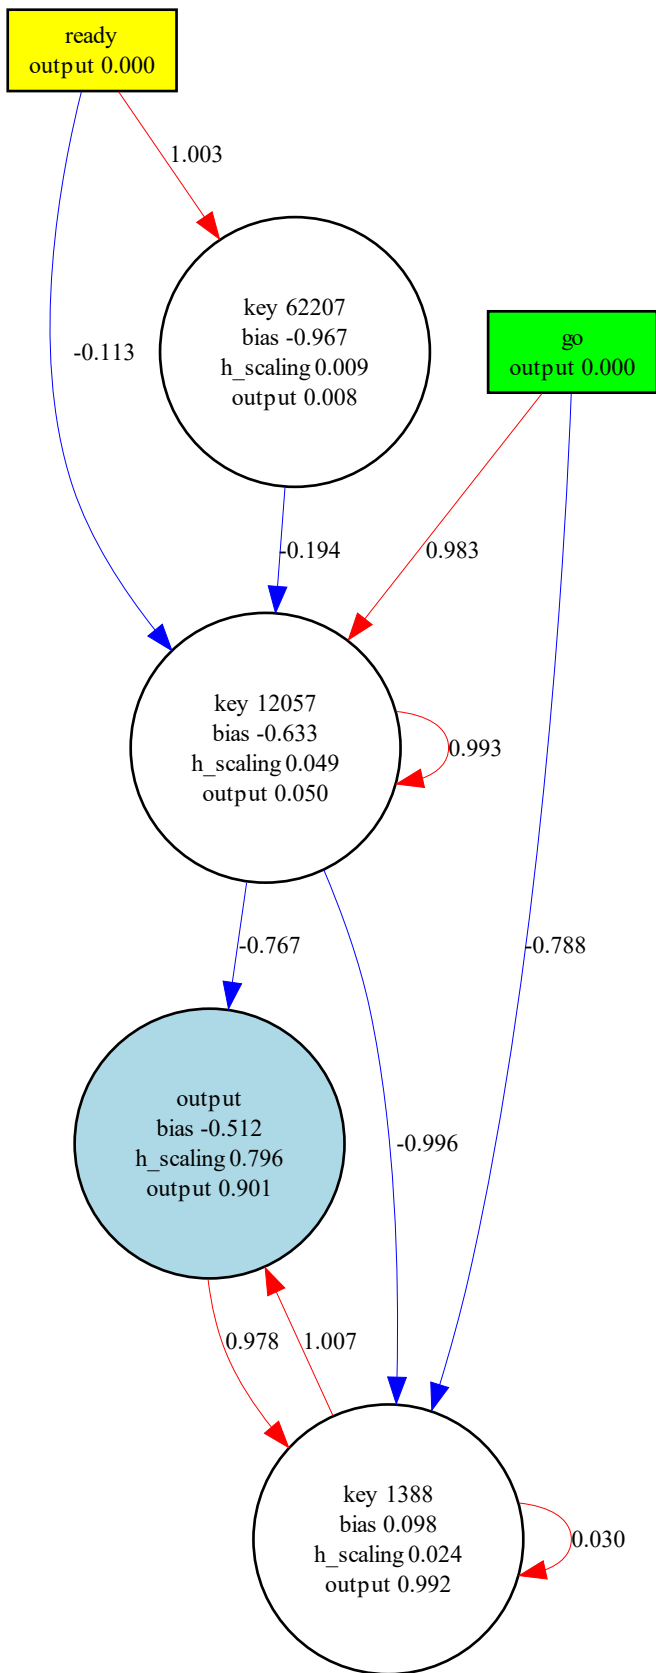 ready
output 0.000
1.003
key 62207
bias -0.967
h_scaling 0.009
output 0.008
go
output 0.000
-0.113
-0.194
0.983
key 12057
bias -0.633
h_scaling 0.049
output 0.050
0.993
-0.767
-0.788
output
bias -0.512
h_scaling 0.796
output 0.901
-0.996
0.978
1.007
key 1388
bias 0.098
h_scaling 0.024
output 0.992
0.030